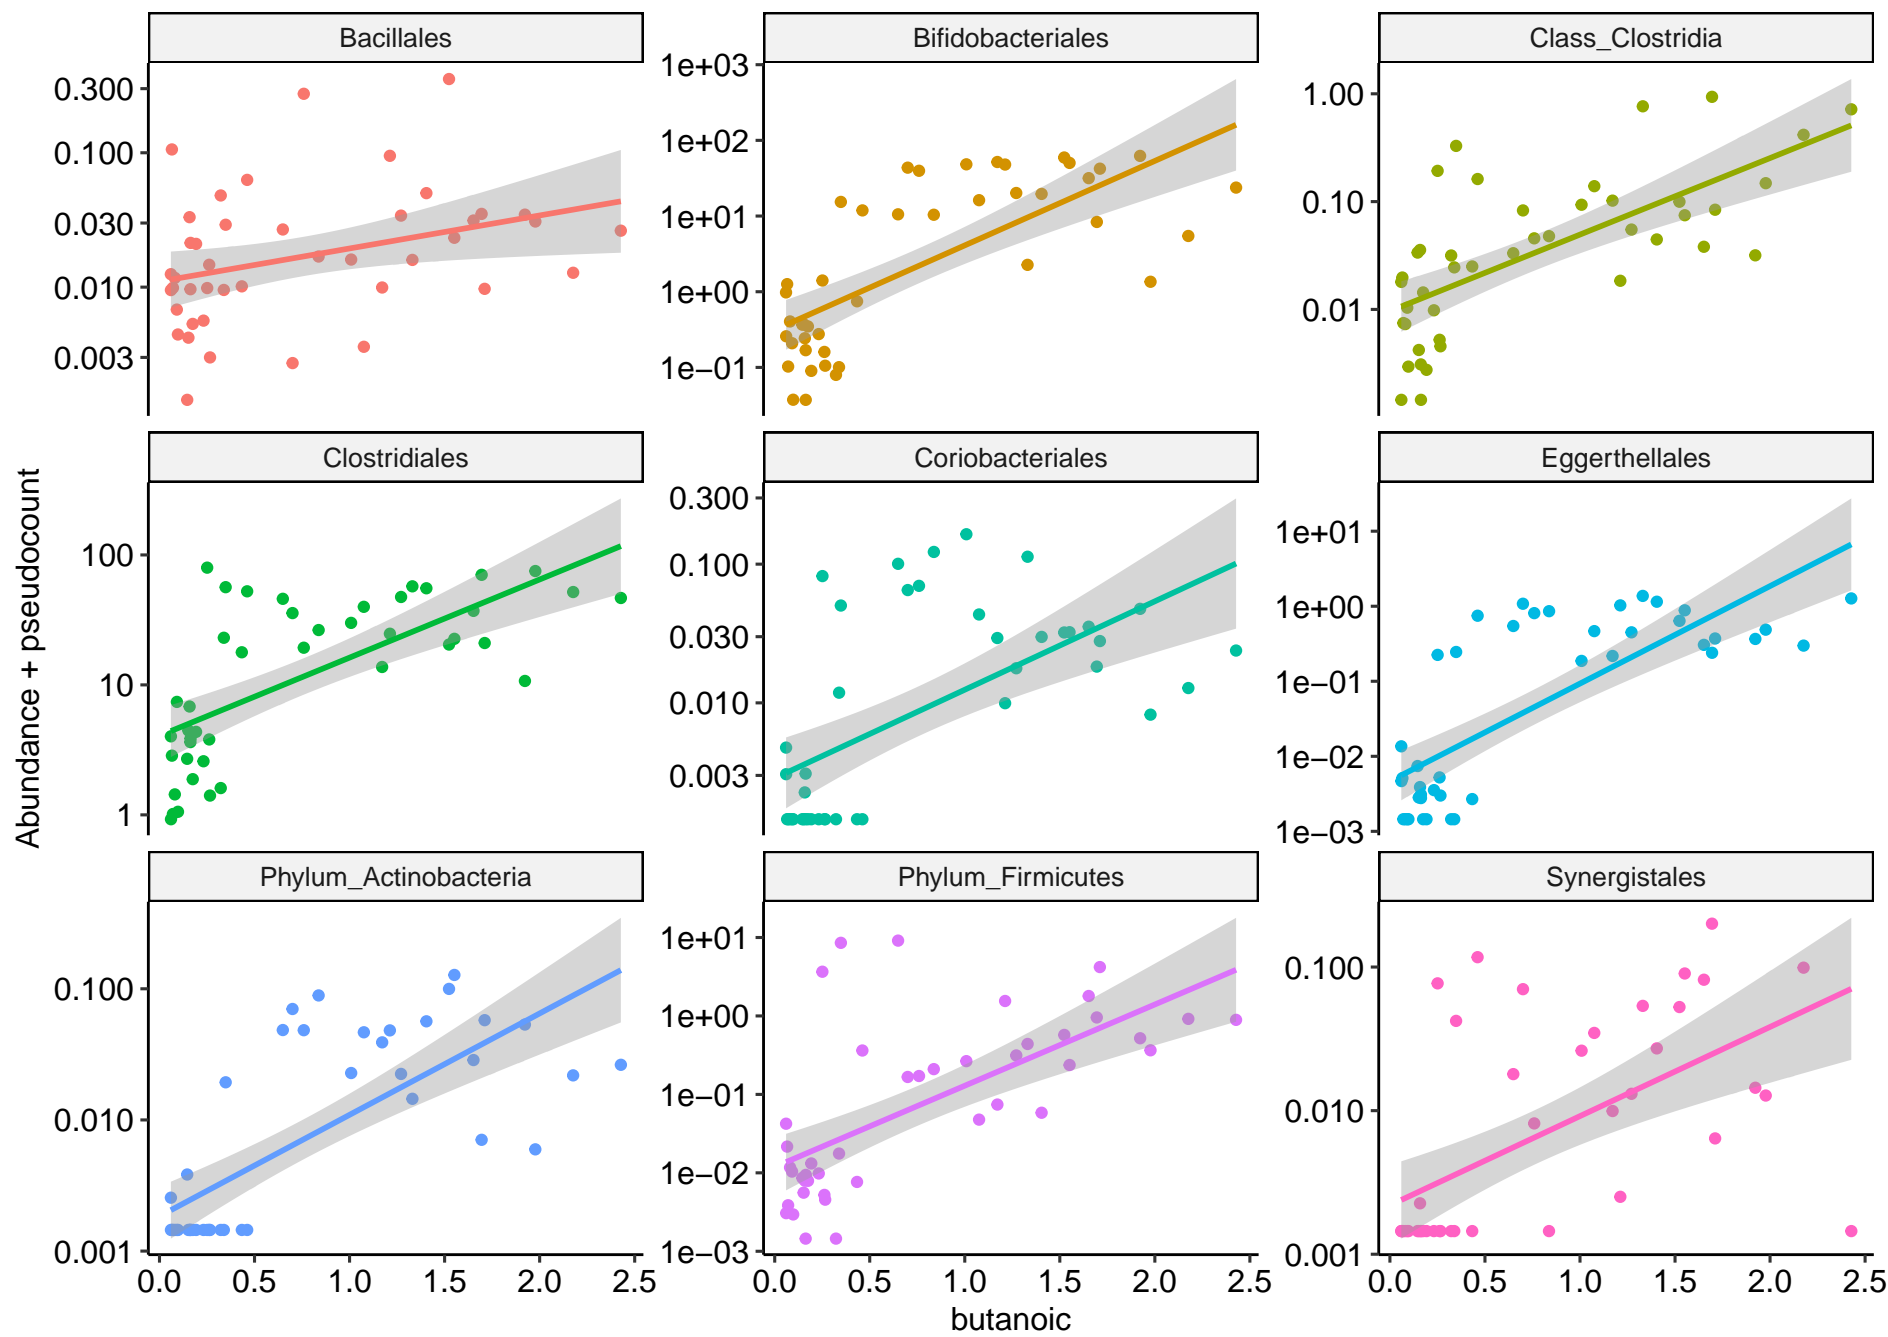 Bacillales
Bifidobacteriales
Class_Clostridia
0.300
0.100
0.030
0.010
0.003
1e+03
1e+02
1e+01
1e+00
1e−01
1.00
0.10
0.01
Clostridiales
Coriobacteriales
Eggerthellales
100
10
1
0.300
0.100
0.030
0.010
0.003
1e+01
1e+00
1e−01
1e−02
1e−03
Phylum_Actinobacteria
Phylum_Firmicutes
Synergistales
0.100
0.010
0.001
1e+01
1e+00
1e−01
1e−02
1e−03
0.100
0.010
0.001
0.0 0.5 1.0 1.5 2.0 2.5
0.0 0.5 1.0 1.5 2.0 2.5
0.0 0.5 1.0 1.5 2.0 2.5
butanoic
Abundance + pseudocount